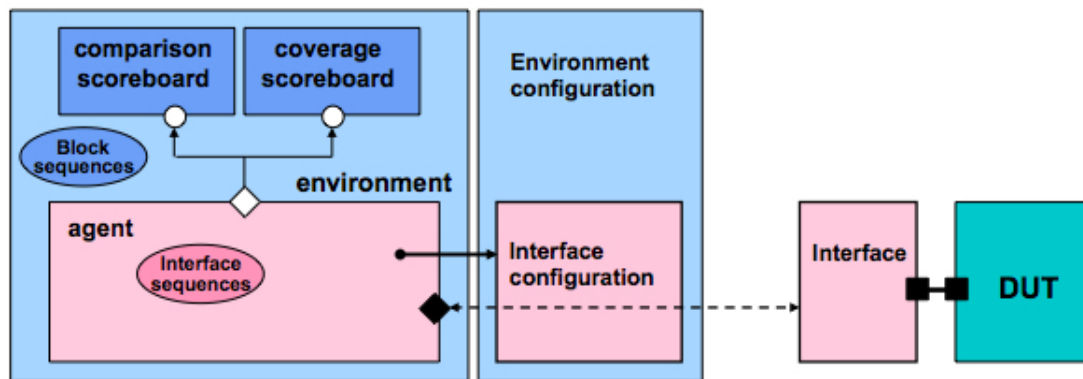 comparison
scoreboard
coverage
scoreboard
Block
sequences
environment
agent
Interface
sequences
Environment
configuration
Interface
configuration
Interface
DUT